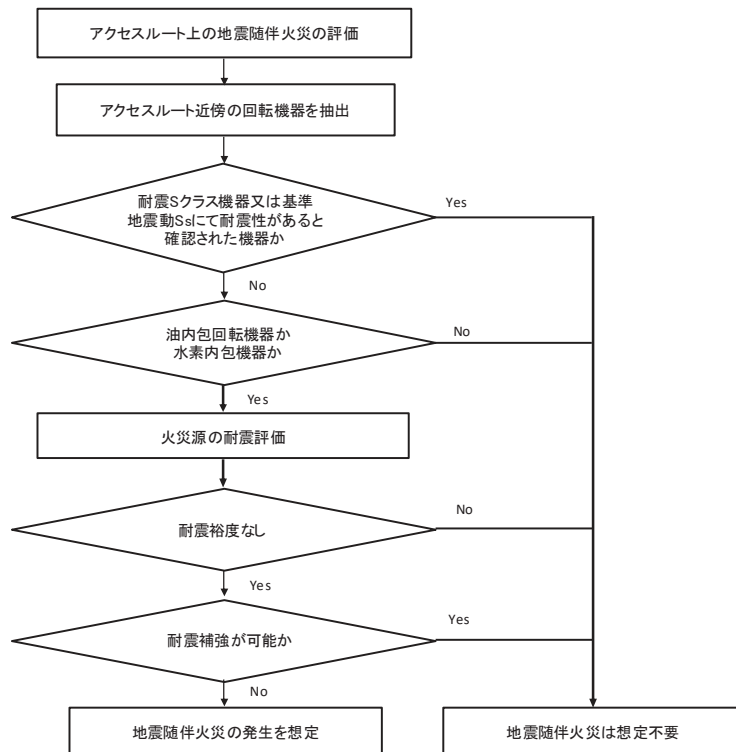 アクセスルート上の地震随伴火災の評価
アクセスルート近傍の回転機器を抽出
耐震Sクラス機器又は基準
地震動Ssにて耐震性があると
確認された機器か
Yes
No
油内包回転機器か
水素内包機器か
No
Yes
火災源の耐震評価
耐震裕度なし
No
Yes
耐震補強が可能か
Yes
No
地震随伴火災の発生を想定
地震随伴火災は想定不要